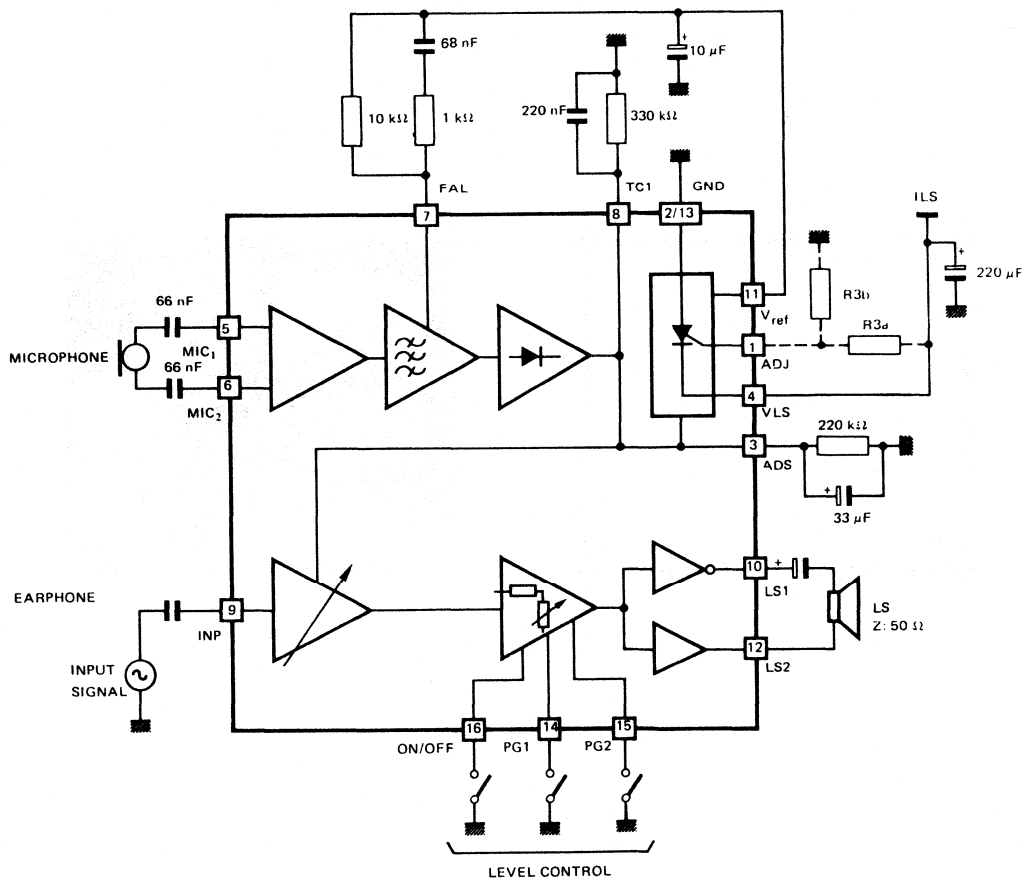 68 nF
10 μF
10 kΩ
1 kΩ
220 nF
330 kΩ
FAL
TC1
GND
ILS
7
8
2/13
220 μF
66 nF
5
MIC₁
MICROPHONE
66 nF
6
MIC₂
11
Vref
R3b
R3a
1
ADJ
4
VLS
220 kΩ
3
ADS
+
33 μF
EARPHONE
9
INP
INPUT
SIGNAL
10
LS1
LS
Z: 50 Ω
12
LS2
16
14
15
ON/OFF
PG1
PG2
LEVEL CONTROL